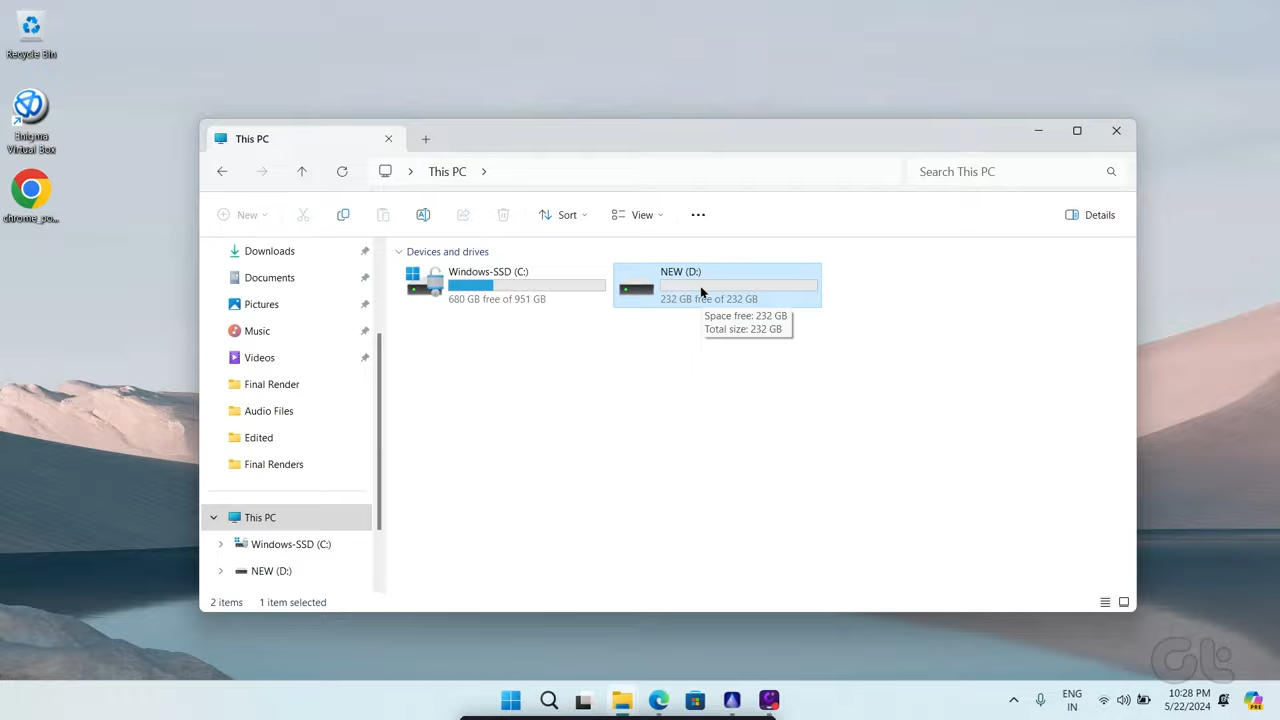 Recycle Bin
Enigma
Virtual Box
chrome_po...
This PC
This PC
Search This PC
New
Sort
View
Details
Downloads
Documents
Pictures
Music
Videos
Final Render
Audio Files
Edited
Final Renders
This PC
Windows-SSD (C:)
NEW (D:)
Devices and drives
Windows-SSD (C:)
680 GB free of 951 GB
NEW (D:)
232 GB free of 232 GB
Space free: 232 GB
Total size: 232 GB
2 items
1 item selected
Gt
ENG
IN
10:28 PM
5/22/2024
PRE